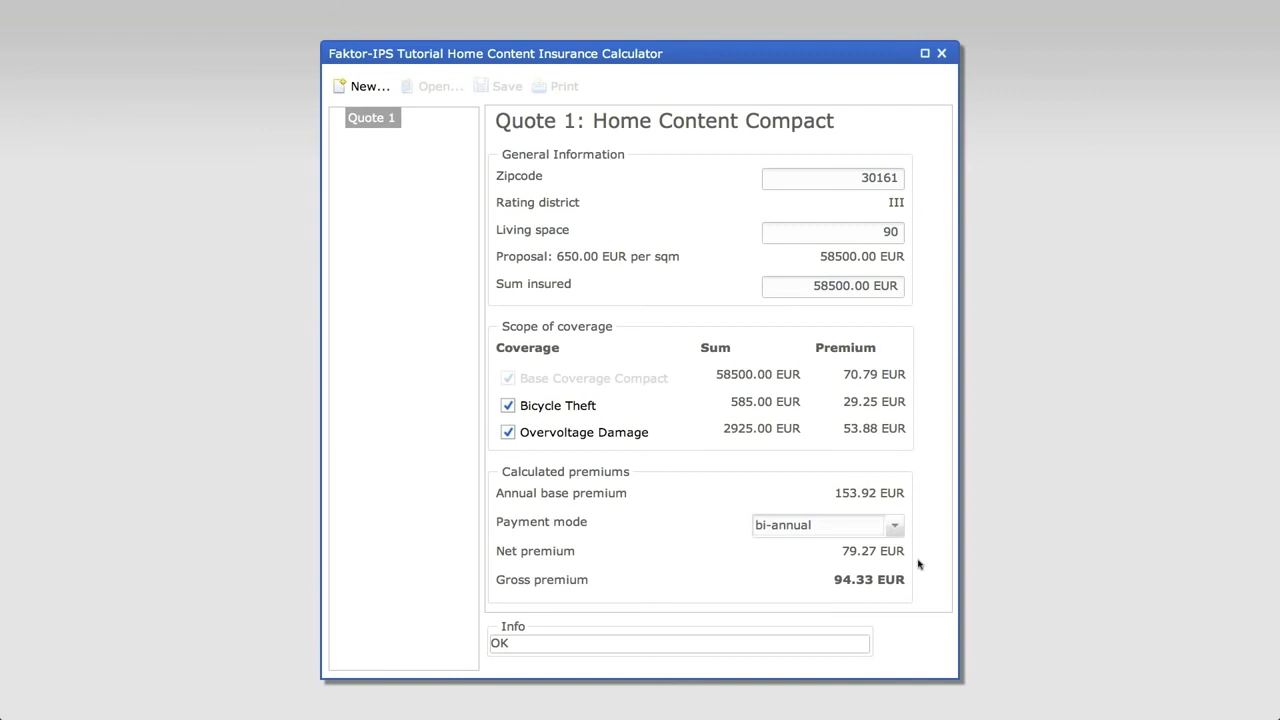 Faktor-IPS Tutorial Home Content Insurance Calculator
New... Open... Save Print
Quote 1
Quote 1: Home Content Compact
General Information
Zipcode 30161
Rating district III
Living space 90
Proposal: 650.00 EUR per sqm 58500.00 EUR
Sum insured 58500.00 EUR
Scope of coverage
Coverage Sum Premium
Base Coverage Compact 58500.00 EUR 70.79 EUR
Bicycle Theft 585.00 EUR 29.25 EUR
Overvoltage Damage 2925.00 EUR 53.88 EUR
Calculated premiums
Annual base premium 153.92 EUR
Payment mode bi-annual
Net premium 79.27 EUR
Gross premium 94.33 EUR
Info
OK